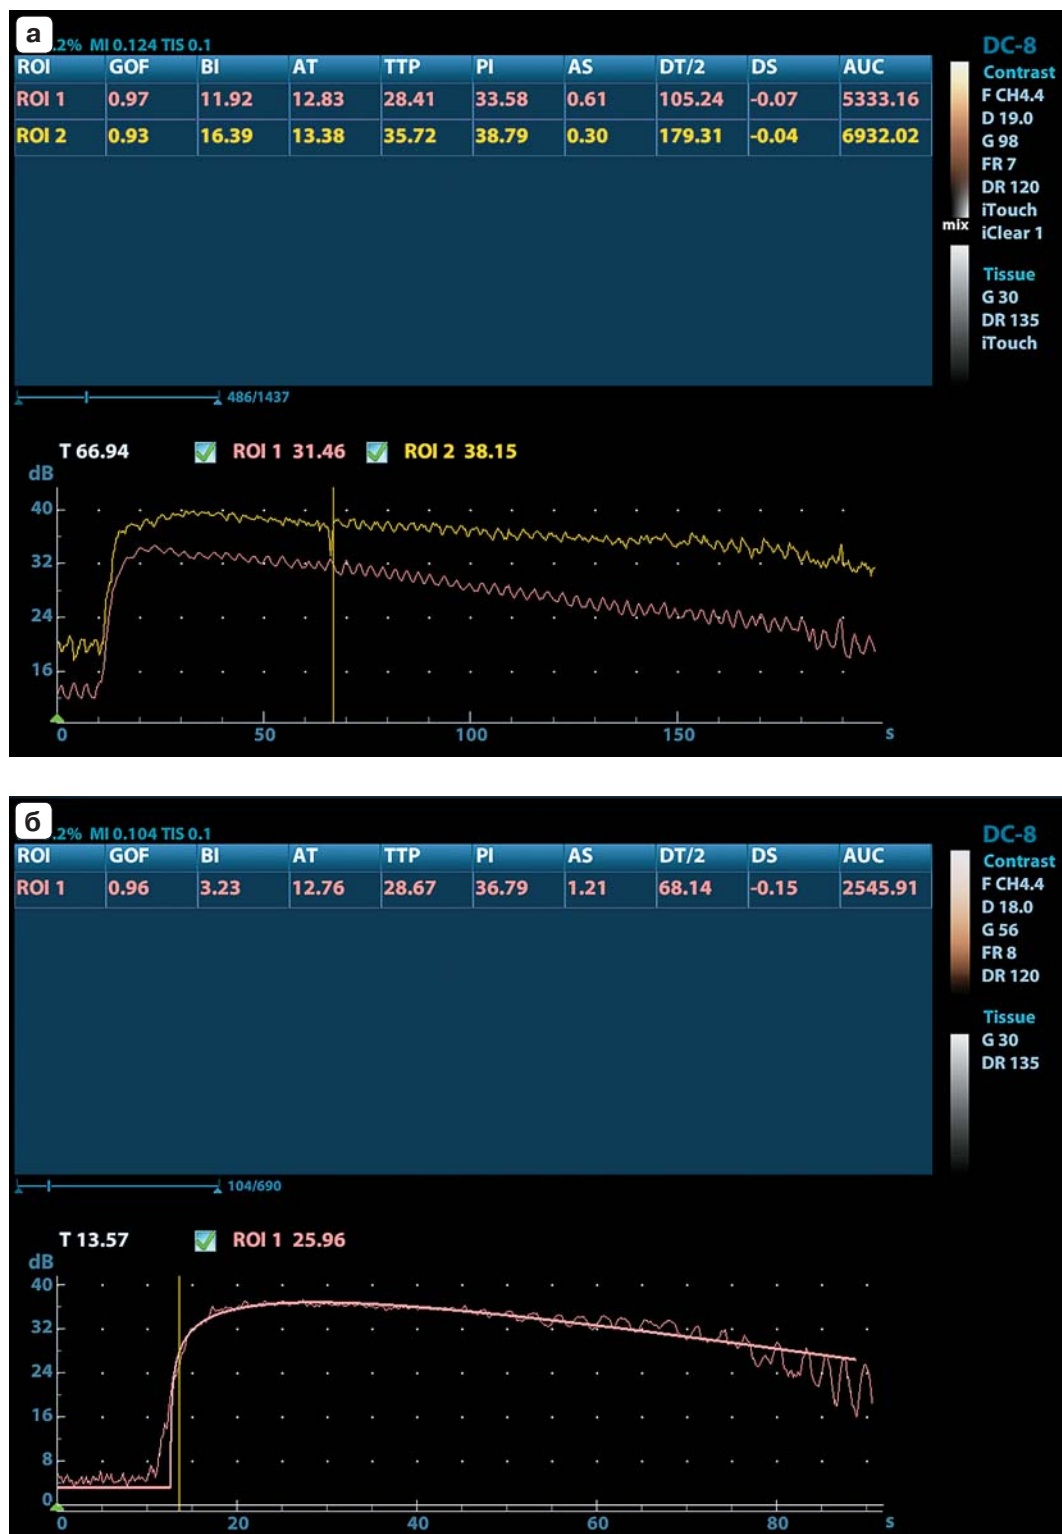 а
.2% MI 0.124 TIS 0.1
ROI GOF BI AT TTP PI AS DT/2 DS AUC
ROI 1 0.97 11.92 12.83 28.41 33.58 0.61 105.24 -0.07 5333.16
ROI 2 0.93 16.39 13.38 35.72 38.79 0.30 179.31 -0.04 6932.02
DC-8
Contrast
F CH4.4
D 19.0
G 98
FR 7
DR 120
iTouch
mix
iClear 1
Tissue
G 30
DR 135
iTouch
486/1437
T 66.94 ROI 1 31.46 ROI 2 38.15
dB
40
32
24
16
0 50 100 150 s
б
.2% MI 0.104 TIS 0.1
ROI GOF BI AT TTP PI AS DT/2 DS AUC
ROI 1 0.96 3.23 12.76 28.67 36.79 1.21 68.14 -0.15 2545.91
DC-8
Contrast
F CH4.4
D 18.0
G 56
FR 8
DR 120
Tissue
G 30
DR 135
104/690
T 13.57 ROI 1 25.96
dB
40
32
24
16
8
0
0 20 40 60 80 s